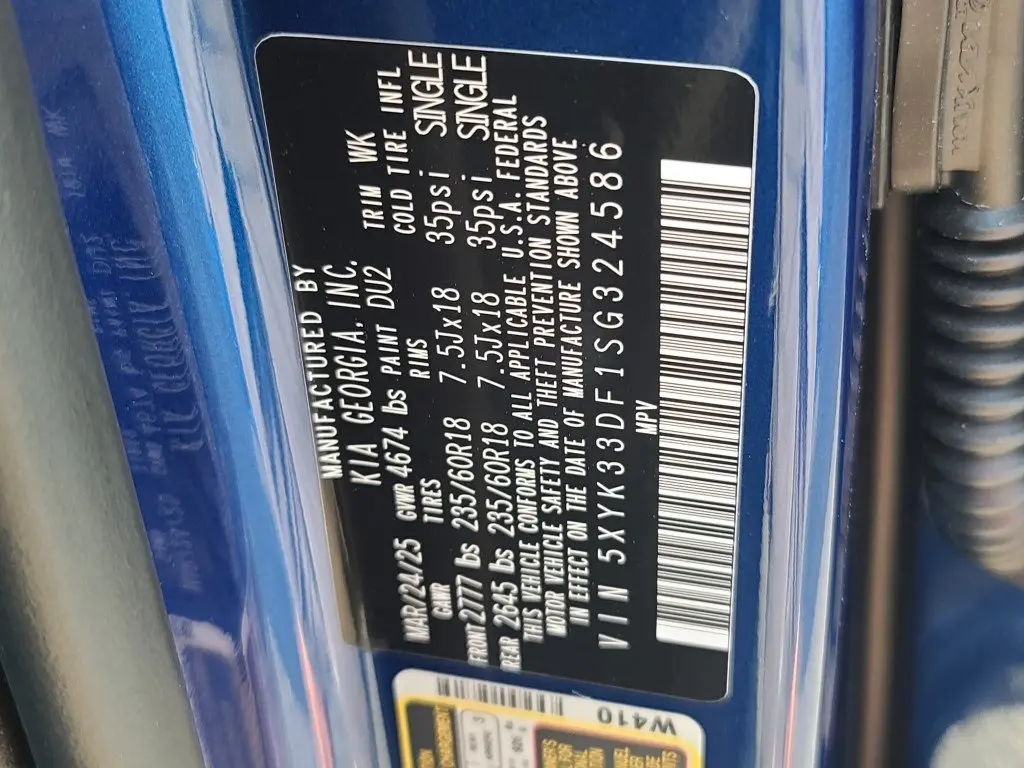 MANUFACTURED BY
KIA GEORGIA, INC.
MAR/24/25 GWR 4674 lbs PAINT DU2 TRIM WK
GAWR TIRES RIMS COLD TIRE INFL
FRONT 2777 lbs 235/60R18 7.5Jx18 35psi SINGLE
REAR 2645 lbs 235/60R18 7.5Jx18 35psi SINGLE
THIS VEHICLE CONFORMS TO ALL APPLICABLE U.S.A. FEDERAL
MOTOR VEHICLE SAFETY AND THEFT PREVENTION STANDARDS
IN EFFECT ON THE DATE OF MANUFACTURE SHOWN ABOVE
VIN 5XYK33DF1SG324586
MPV
W410